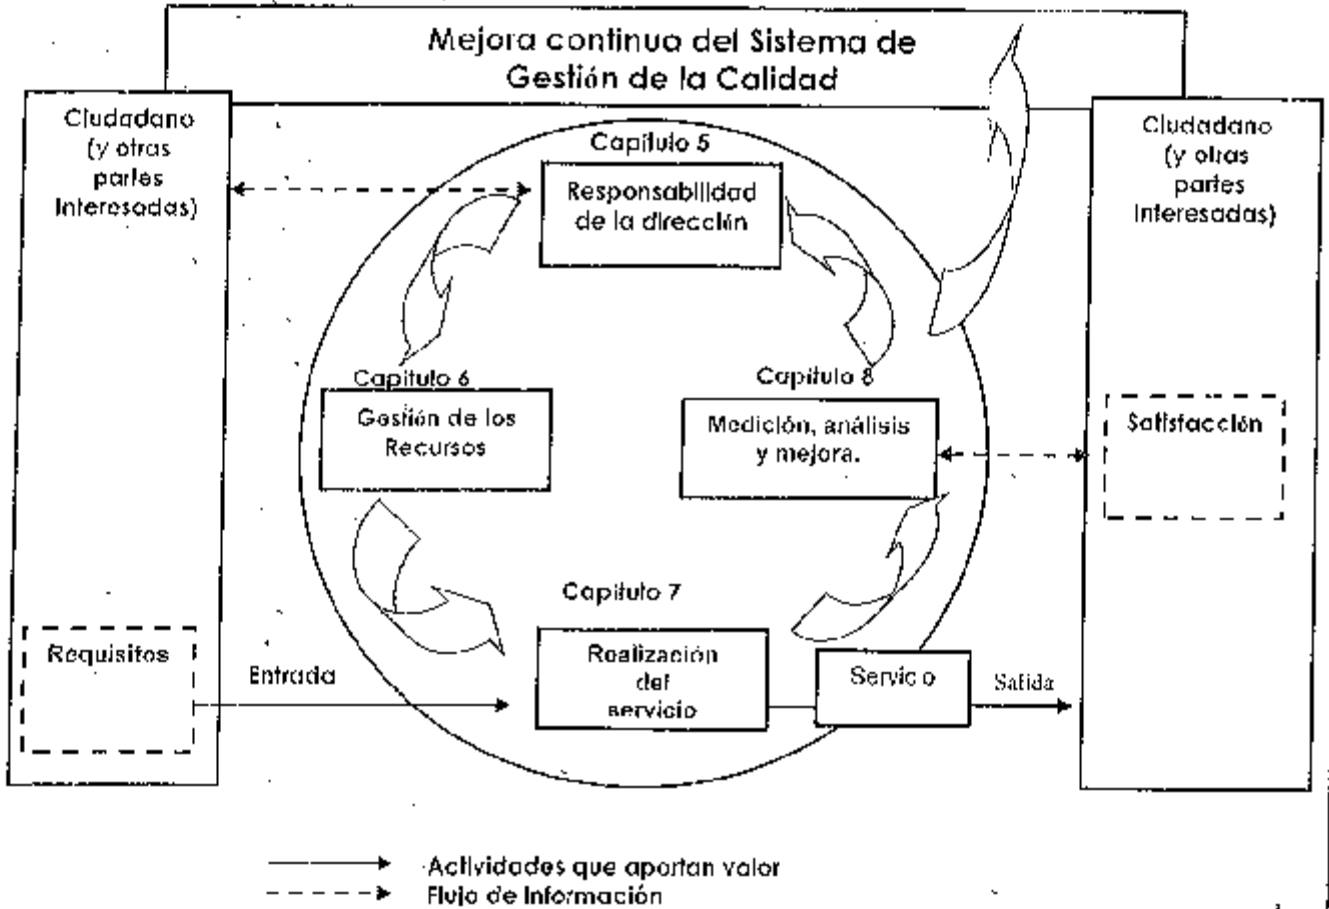 Mejora continuo del Sistema de
Gestión de la Calidad
Ciudadano
(y otras
partes
Interesadas)
Capítulo 5
Responsabilidad
de la dirección
Ciudadano
(y otras
partes
Interesadas)
Capitulo 6
Gestión de los
Recursos
Capítulo 8
Medición, análisis
y mejora.
Satisfacción
Capítulo 7
Requisitos
Entrada
Realización
del
servicio
Servicio
Salida
Actividades que aportan valor
Flujo de Información